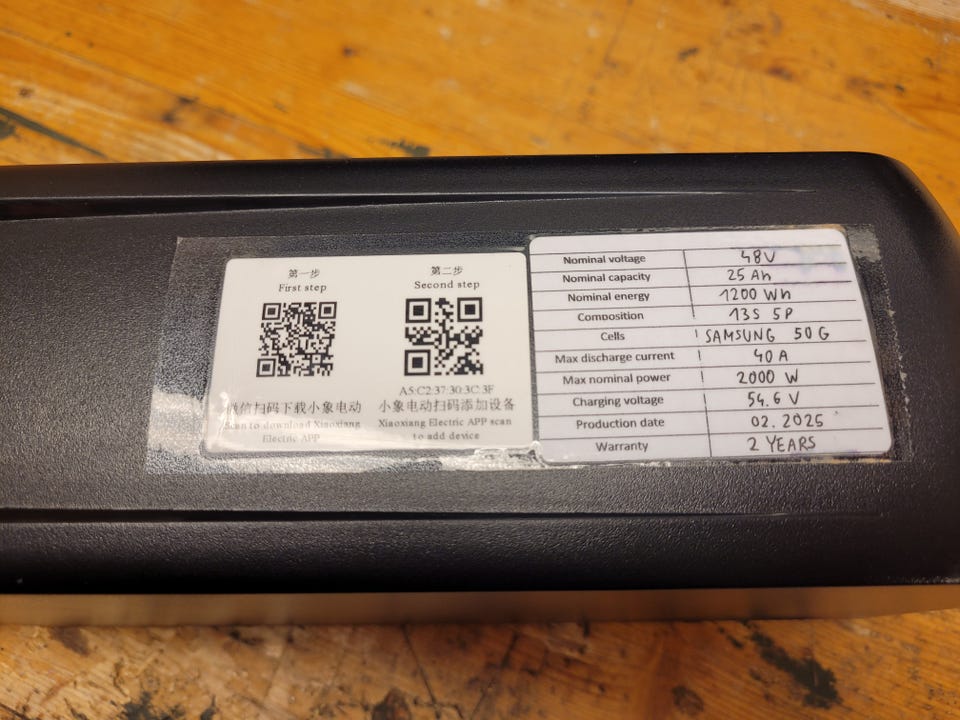 第一步
First step
第二步
Second step
A5:C2:37:30:3C:3F
微信扫码下载小象电动
Scan to download Xiaoxiang
Electric APP
小象电动扫码添加设备
Xiaoxiang Electric APP scan
to add device
Nominal voltage 48V
Nominal capacity 25 Ah
Nominal energy 1200 Wh
Composition 13S 5P
Cells SAMSUNG 50G
Max discharge current 40 A
Max nominal power 2000 W
Charging voltage 54.6 V
Production date 02.2025
Warranty 2 YEARS